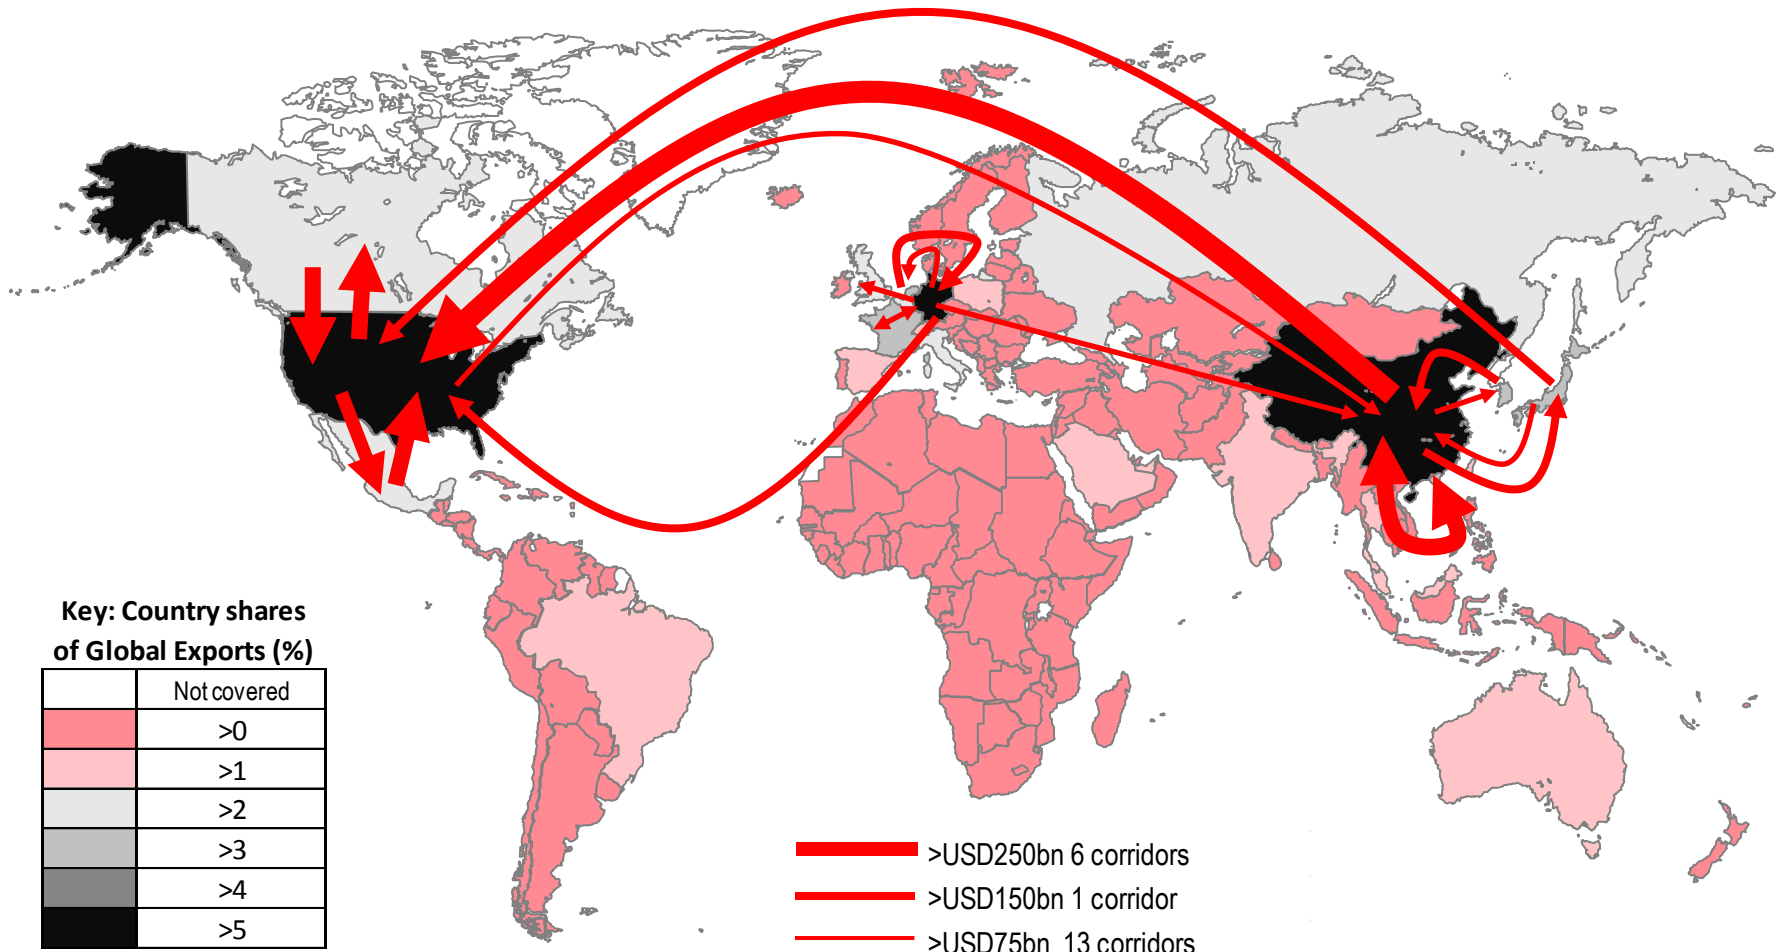 Key: Country shares
of Global Exports (%)
Not covered
>0
>1
>2
>3
>4
>5
>USD250bn 6 corridors
>USD150bn 1 corridor
>USD75bn 13 corridors